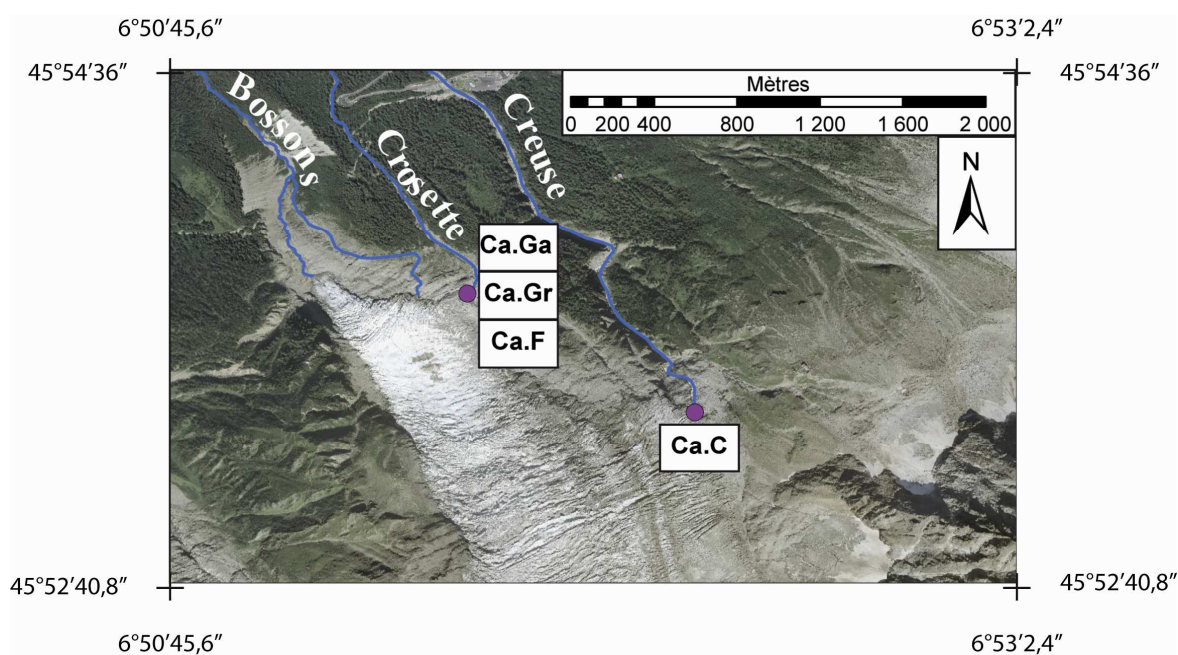 6°50′45,6″ 6°53′2,4″
45°54′36″ 45°54′36″
Mètres
0 200 400 800 1 200 1 600 2 000
N
Bossons
Crosette
Creuse
Ca.Ga
Ca.Gr
Ca.F
Ca.C
45°52′40,8″ 45°52′40,8″
6°50′45,6″ 6°53′2,4″